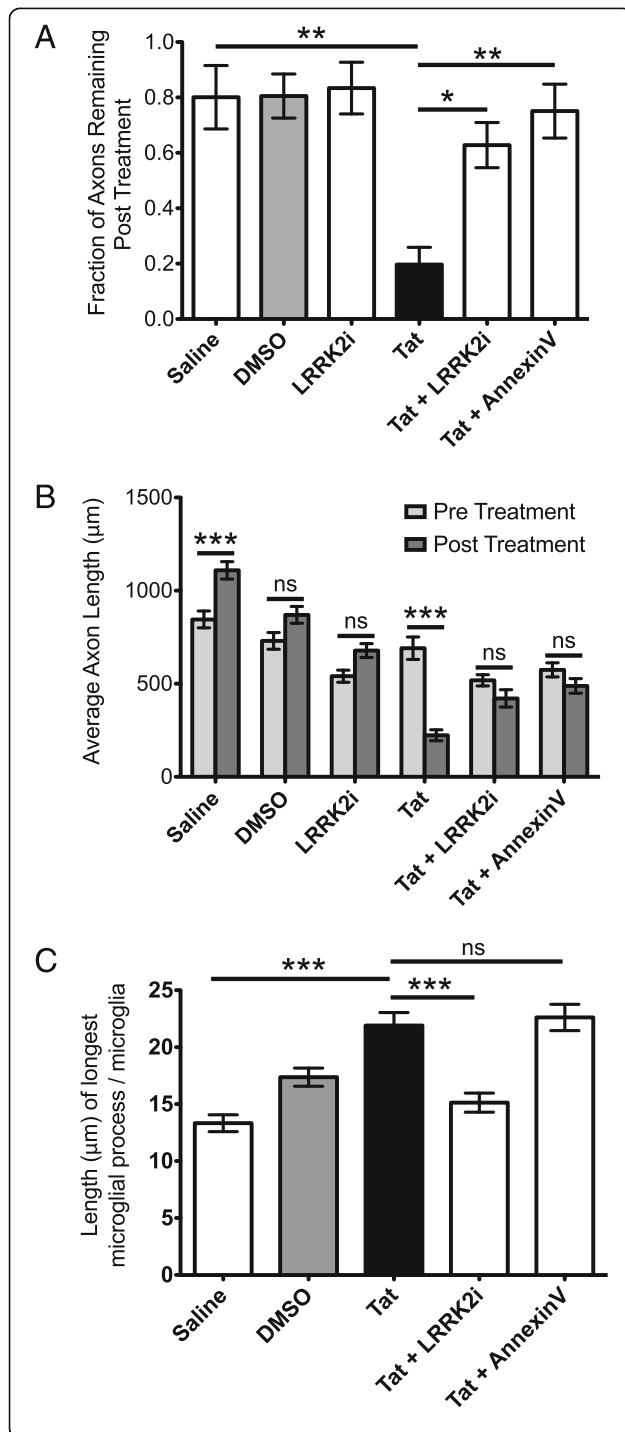 A
**
**
*
1.0
0.8
0.6
0.4
0.2
0.0
Fraction of Axons Remaining
Post Treatment
Saline
DMSO
LRRK2i
Tat
Tat + LRRK2i
Tat + AnnexinV
B
1500
1000
500
0
Average Axon Length (µm)
Pre Treatment
Post Treatment
***
ns
ns
***
ns
ns
Saline
DMSO
LRRK2i
Tat
Tat + LRRK2i
Tat + AnnexinV
C
ns
***
***
25
20
15
10
5
0
Length (µm) of longest
microglial process / microglia
Saline
DMSO
Tat
Tat + LRRK2i
Tat + AnnexinV